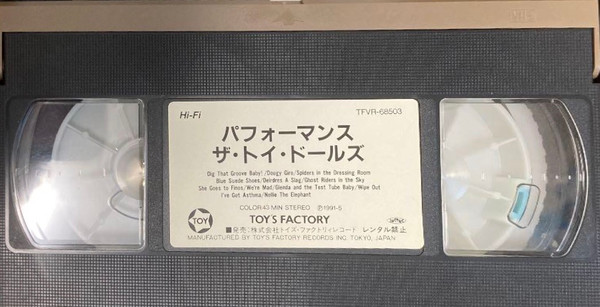 VHS
Hi-Fi
TFVR-68503
パフォーマンス
ザ・トイ・ドールズ
Dig That Groove Baby!/Dougy Giro/Spiders in the Dressing Room
Blue Suede Shoes/Deirdres A Slag/Ghost Riders in the Sky
She Goes to Finos/We're Mad/Glenda and the Test Tube Baby/Wipe Out
I've Got Asthma/Nellie The Elephant
COLOR 43 MIN STEREO Ⓟ1991-5
TOY TOY'S FACTORY
■発売:株式会社トイズ・ファクトリィレコード レンタル禁止
MANUFACTURED BY TOY'S FACTORY RECORDS INC. TOKYO, JAPAN